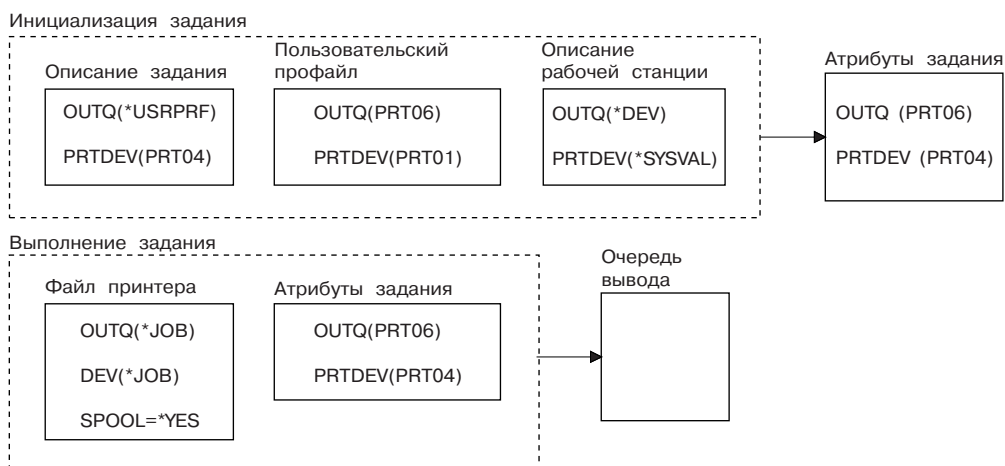 Инициализация задания
Описание задания
OUTQ(*USRPRF)
PRTDEV(PRT04)
Пользовательский
профайл
OUTQ(PRT06)
PRTDEV(PRT01)
Описание
рабочей станции
OUTQ(*DEV)
PRTDEV(*SYSVAL)
Атрибуты задания
OUTQ (PRT06)
PRTDEV (PRT04)
Выполнение задания
Файл принтера
OUTQ(*JOB)
DEV(*JOB)
SPOOL=*YES
Атрибуты задания
OUTQ(PRT06)
PRTDEV(PRT04)
Очередь
вывода